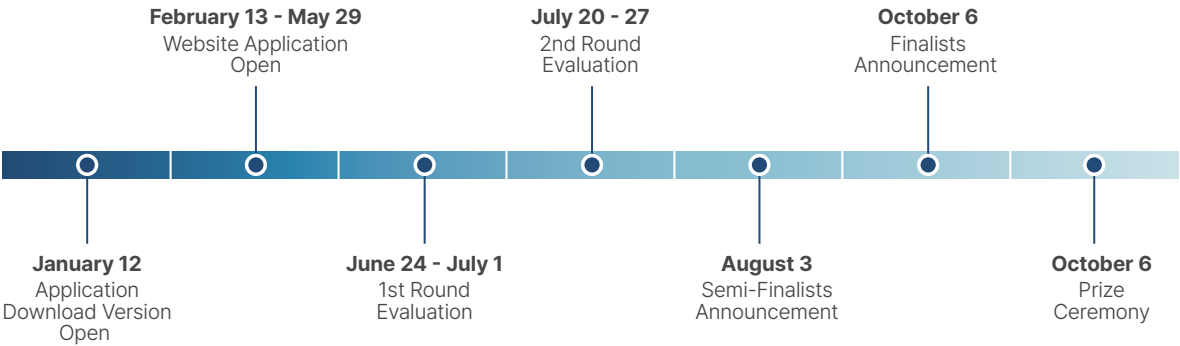 February 13 - May 29
Website Application
Open
July 20 - 27
2nd Round
Evaluation
October 6
Finalists
Announcement
January 12
Application
Download Version
Open
June 24 - July 1
1st Round
Evaluation
August 3
Semi-Finalists
Announcement
October 6
Prize
Ceremony